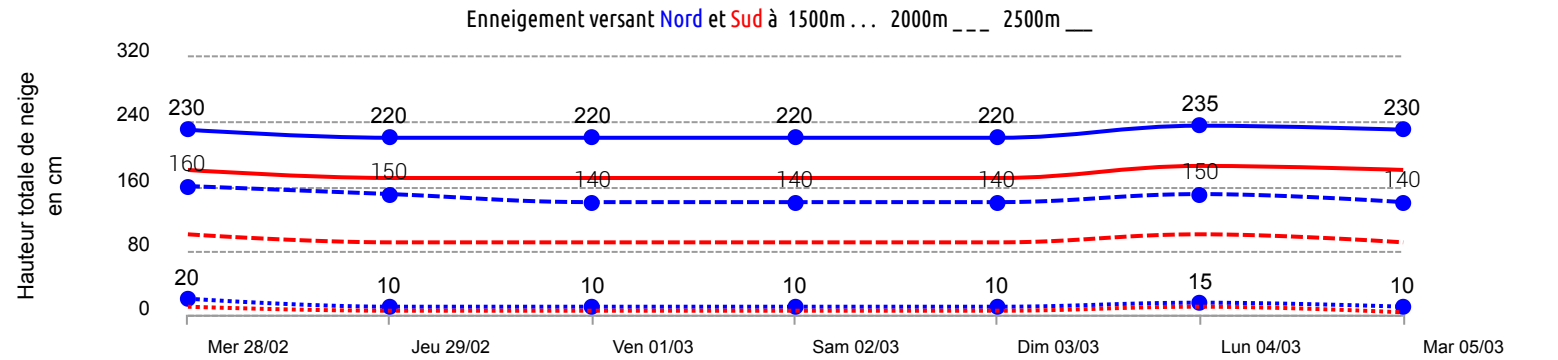 Enneigement versant Nord et Sud à 1500m . . . 2000m _ _ _ 2500m __
Hauteur totale de neige
en cm
320
240
160
80
0
230 220 220 220 220 235 230
160 150 140 140 140 150 140
20 10 10 10 10 15 10
Mer 28/02 Jeu 29/02 Ven 01/03 Sam 02/03 Dim 03/03 Lun 04/03 Mar 05/03